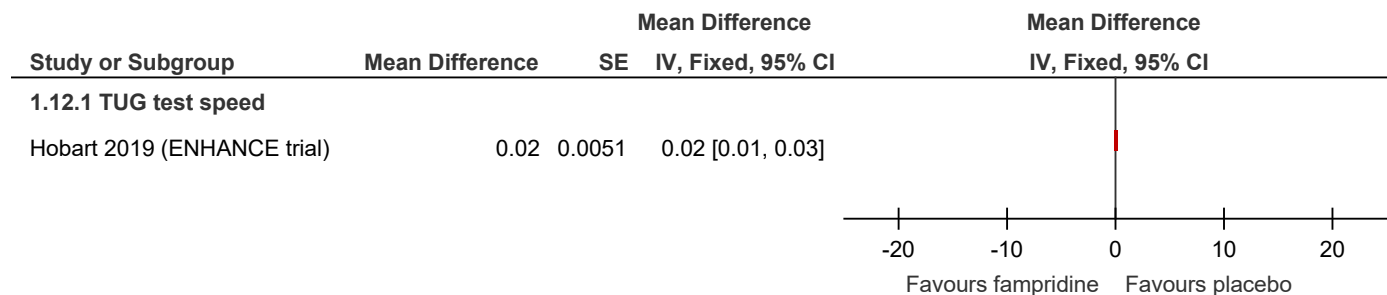 Mean Difference Mean Difference
Study or Subgroup Mean Difference SE IV, Fixed, 95% CI IV, Fixed, 95% CI
1.12.1 TUG test speed
Hobart 2019 (ENHANCE trial) 0.02 0.0051 0.02 [0.01, 0.03]
-20 -10 0 10 20
Favours fampridine Favours placebo